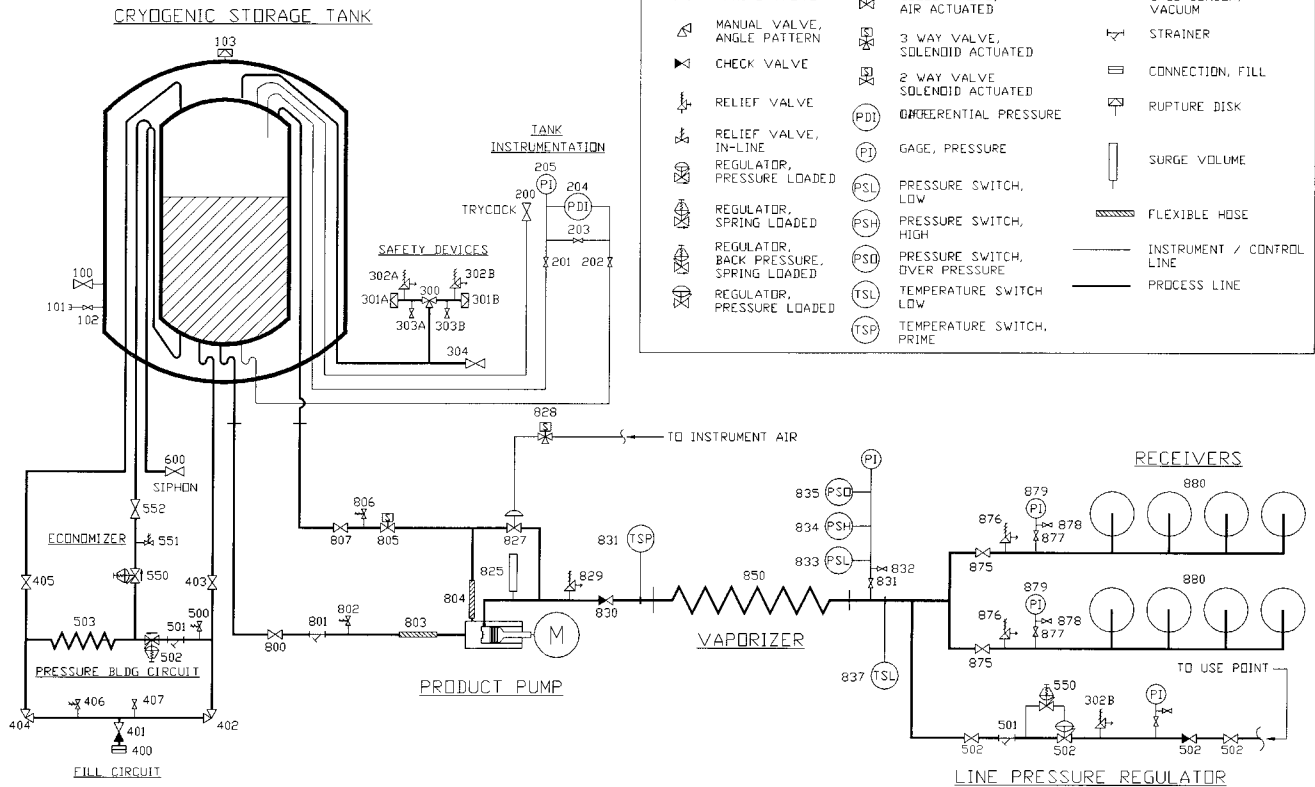 CRYOGENIC STORAGE TANK
103
100
101
102
TANK
INSTRUMENTATION
205
PI
200
204
PDI
TRYCOCK
203
201
202
SAFETY DEVICES
302A
302B
300
301A
301B
303A
303B
304
AIR ACTUATED
VACUUM
MANUAL VALVE,
ANGLE PATTERN
3 WAY VALVE,
SOLENOID ACTUATED
STRAINER
CHECK VALVE
2 WAY VALVE
SOLENOID ACTUATED
CONNECTION, FILL
RELIEF VALVE
PDI
RUPTURE DISK
RELIEF VALVE,
IN-LINE
PI
GAGE, PRESSURE
REGULATOR,
PRESSURE LOADED
SURGE VOLUME
PSL
PRESSURE SWITCH,
LOW
REGULATOR,
SPRING LOADED
PSH
PRESSURE SWITCH,
HIGH
FLEXIBLE HOSE
REGULATOR,
BACK PRESSURE,
SPRING LOADED
PSO
PRESSURE SWITCH,
OVER PRESSURE
INSTRUMENT / CONTROL
LINE
REGULATOR,
PRESSURE LOADED
TSL
TEMPERATURE SWITCH
LOW
PROCESS LINE
TSP
TEMPERATURE SWITCH,
PRIME
600
SIPHON
552
ECONOMIZER
551
550
405
403
503
500
501
502
PRESSURE BLDG CIRCUIT
406
407
404
402
401
400
FILL CIRCUIT
828
S
TO INSTRUMENT AIR
806
S
807
805
827
825
804
829
802
801
803
800
830
M
PRODUCT PUMP
831
TSP
850
VAPORIZER
PI
835
PSO
834
PSH
833
PSL
832
831
837
TSL
RECEIVERS
879
PI
880
876
878
877
875
879
PI
880
876
878
877
875
TO USE POINT
550
302B
PI
501
502
502
502
502
LINE PRESSURE REGULATOR